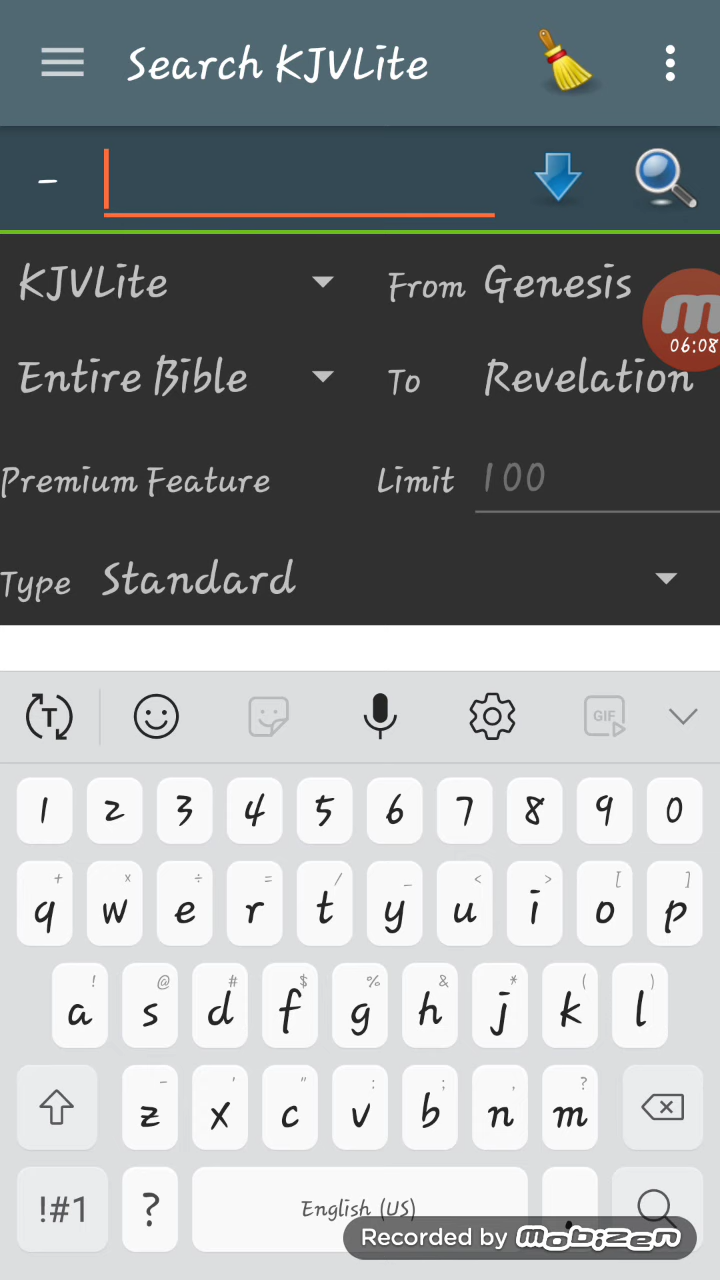 Search KJVLite
-
KJVLite From Genesis
06:08
Entire Bible To Revelation
Premium Feature Limit 100
Type Standard
T GIF
1 2 3 4 5 6 7 8 9 0
+ × ÷ = / _ < > [ ]
q w e r t y u i o p
! @ # $ % & * ( )
a s d f g h j k l
- ' " : ; , ?
z x c v b n m
!#1 ? English (US) .
Recorded by mobizen